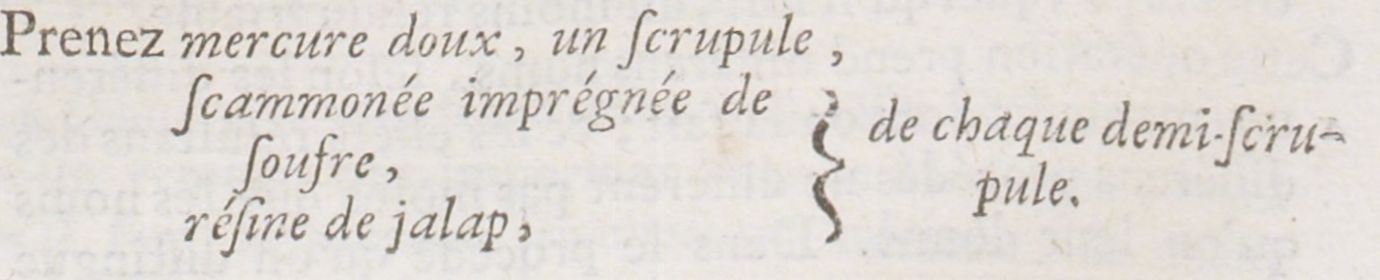 Prenez mercure doux, un ſcrupule,
ſcammonée imprégnée de
ſoufre,
réſine de jalap,
de chaque demi-ſcru-
pule.